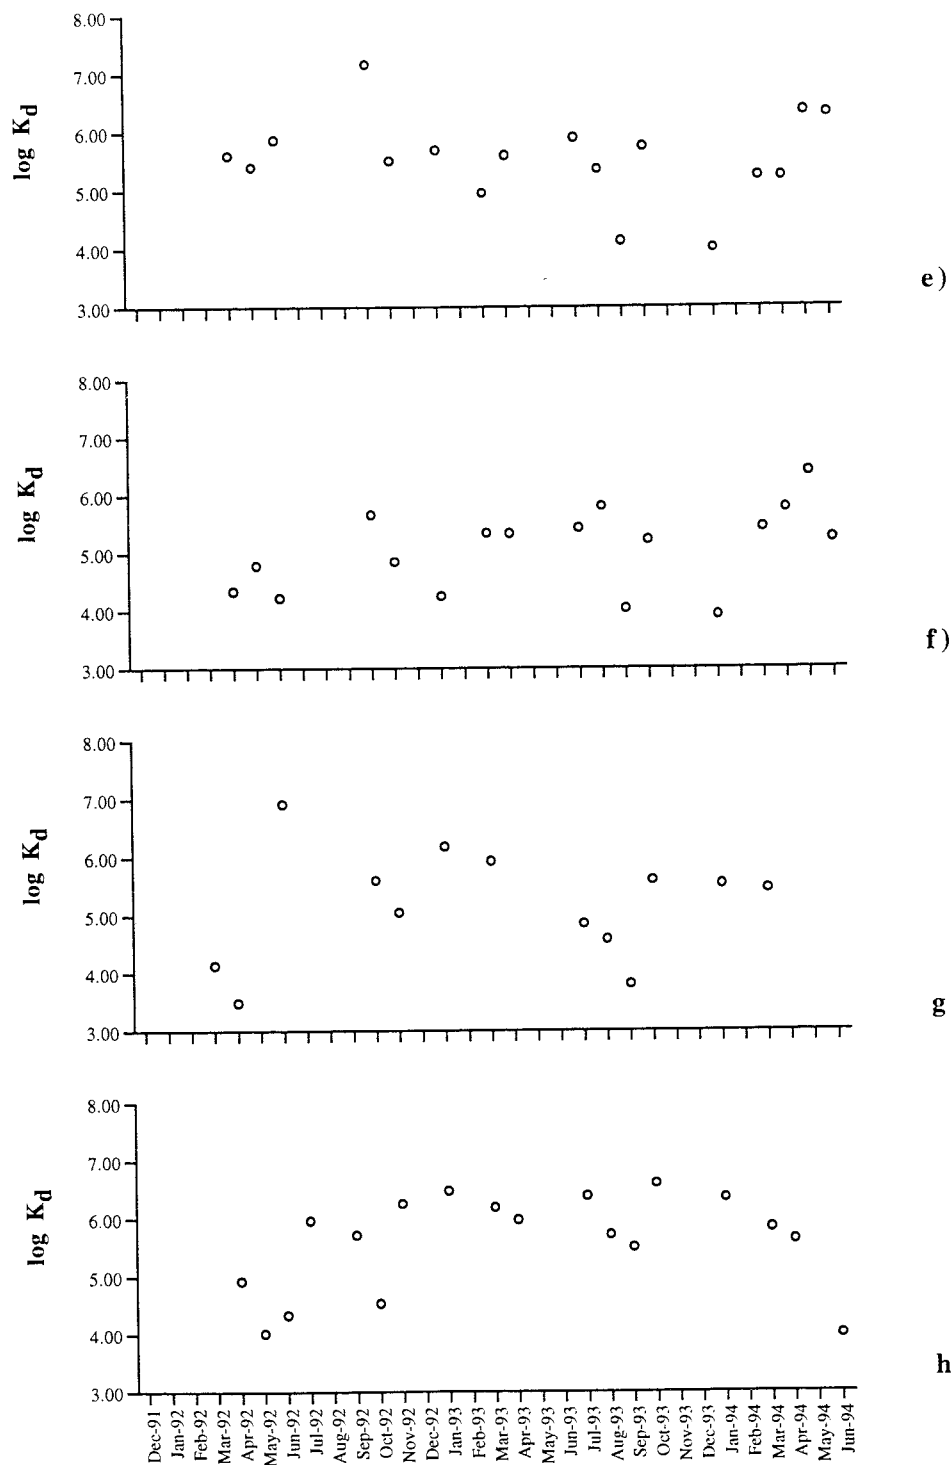 8.00
7.00
6.00
5.00
4.00
3.00
log Kd
e)
8.00
7.00
6.00
5.00
4.00
3.00
log Kd
f)
8.00
7.00
6.00
5.00
4.00
3.00
log Kd
g
8.00
7.00
6.00
5.00
4.00
3.00
log Kd
h
Dec-91
Jan-92
Feb-92
Mar-92
Apr-92
May-92
Jun-92
Jul-92
Aug-92
Sep-92
Oct-92
Nov-92
Dec-92
Jan-93
Feb-93
Mar-93
Apr-93
May-93
Jun-93
Jul-93
Aug-93
Sep-93
Oct-93
Nov-93
Dec-93
Jan-94
Feb-94
Mar-94
Apr-94
May-94
Jun-94